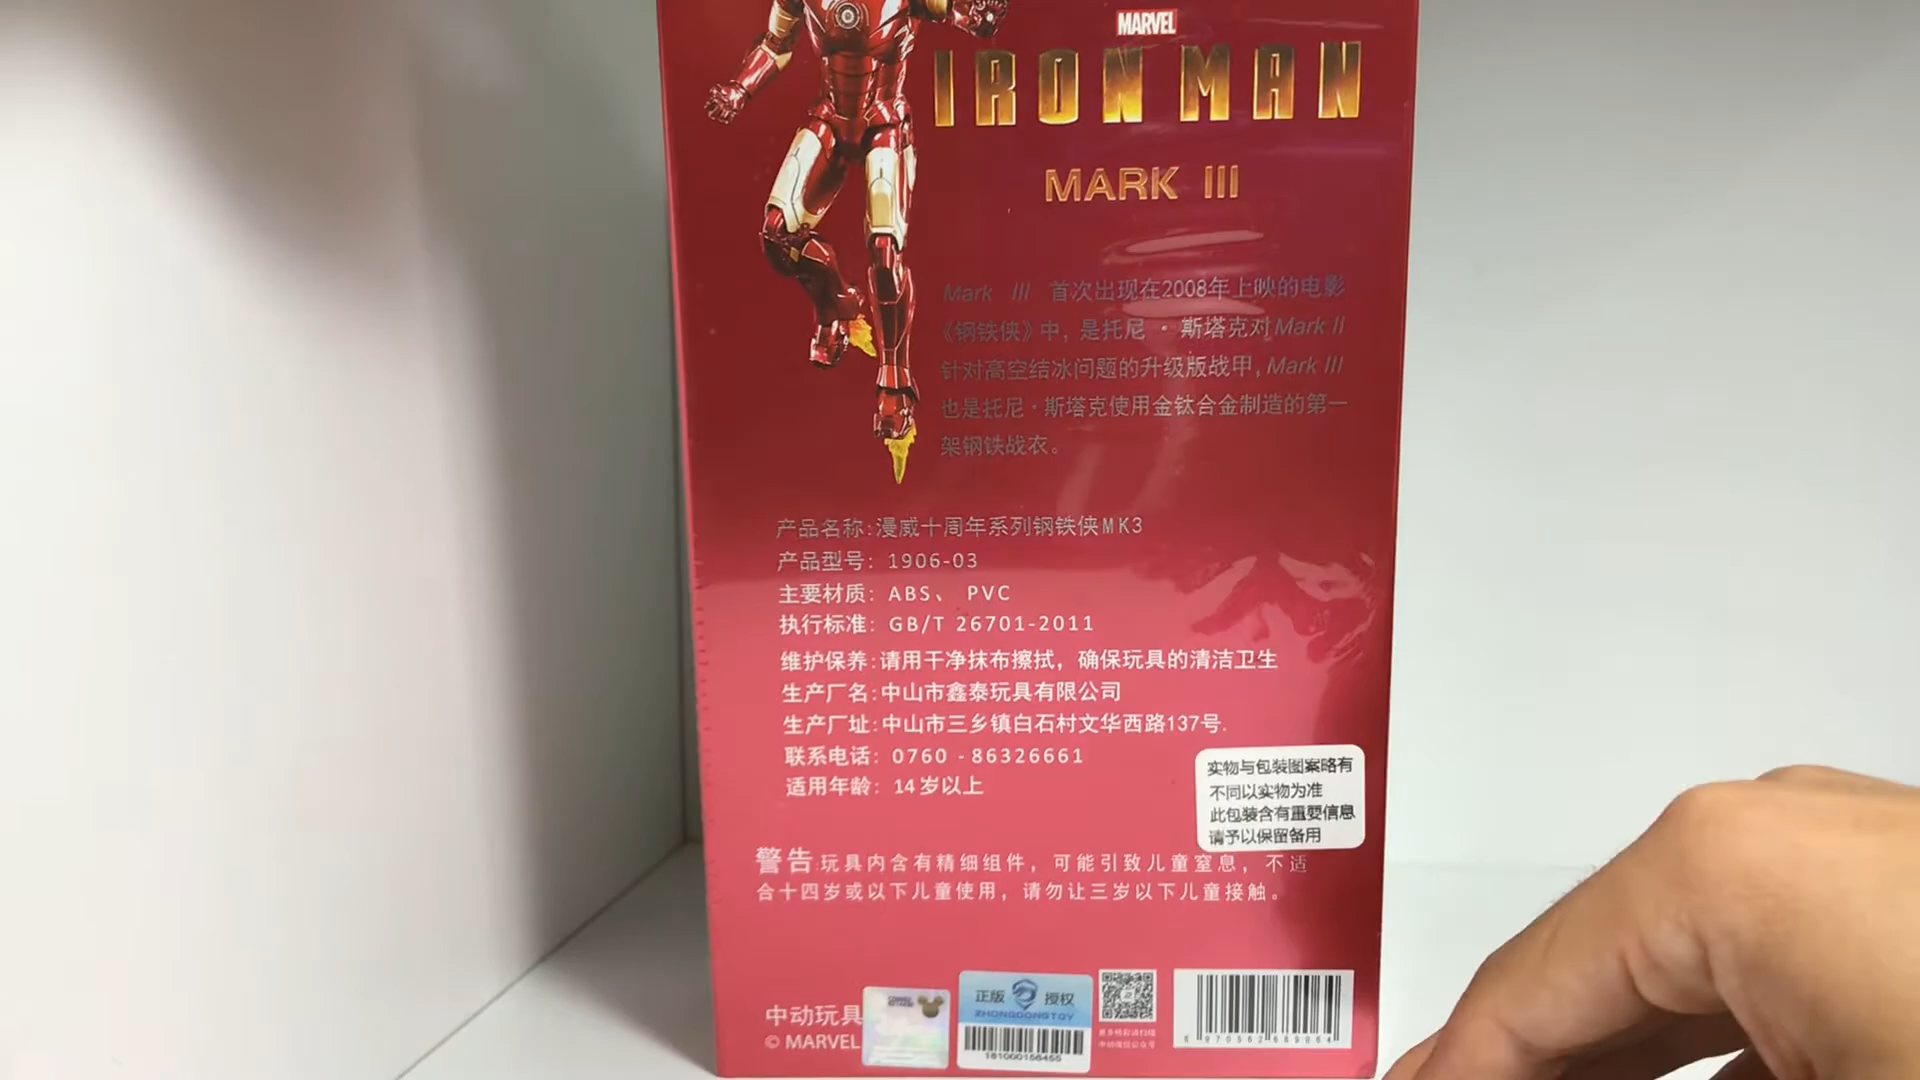 MARVEL
IRON MAN
MARK III
Mark III 首次出现在2008年上映的电影
《钢铁侠》中, 是托尼·斯塔克对Mark II
针对高空结冰问题的升级版战甲, Mark III
也是托尼·斯塔克使用金钛合金制造的第一
架钢铁战衣。
产品名称:漫威十周年系列钢铁侠MK3
产品型号: 1906-03
主要材质: ABS、 PVC
执行标准: GB/T 26701-2011
维护保养:请用干净抹布擦拭, 确保玩具的清洁卫生
生产厂名:中山市鑫泰玩具有限公司
生产厂址:中山市三乡镇白石村文华西路137号.
联系电话: 0760 - 86326661
适用年龄: 14岁以上
实物与包装图案略有
不同以实物为准
此包装含有重要信息
请予以保留备用
警告:玩具内含有精细组件, 可能引致儿童窒息, 不适
合十四岁或以下儿童使用, 请勿让三岁以下儿童接触。
中动玩具
© MARVEL
正版 授权
ZHONGDONGTOY
181000156455